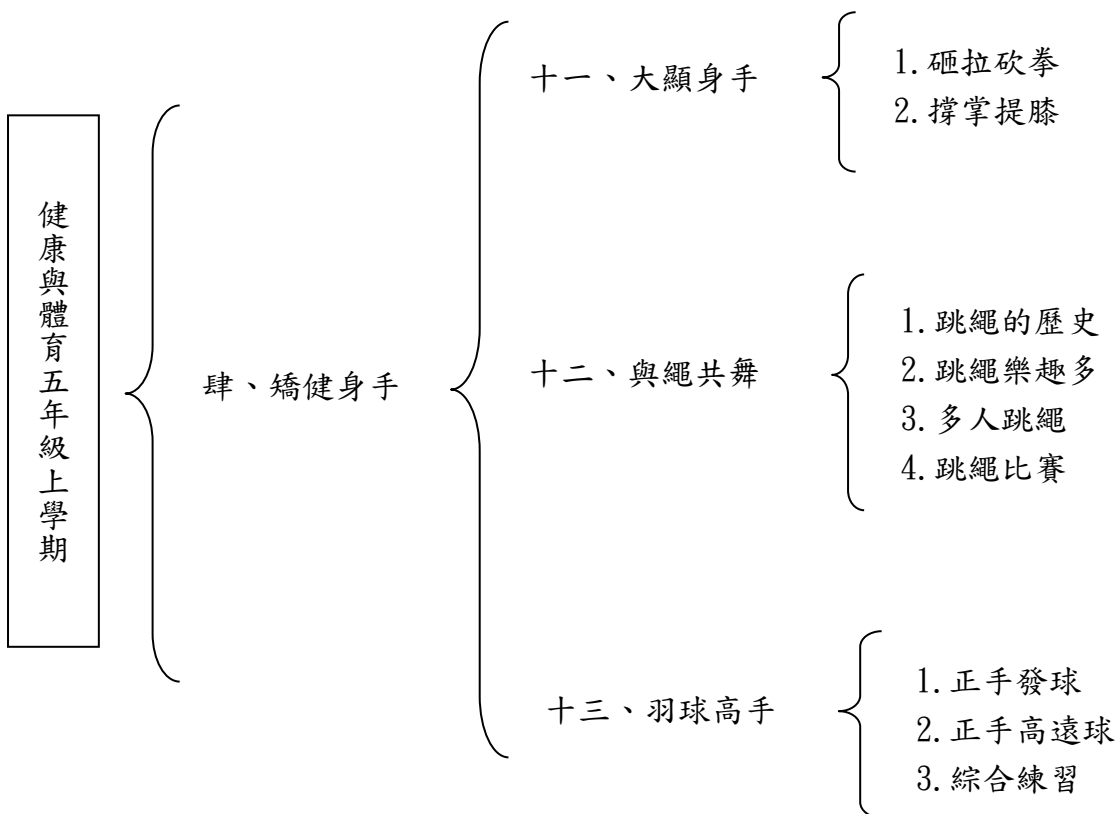 健康與體育五年級上學期
肆、矯健身手
十一、大顯身手
1.砸拉砍拳
2.撐掌提膝
十二、與繩共舞
1.跳繩的歷史
2.跳繩樂趣多
3.多人跳繩
4.跳繩比賽
十三、羽球高手
1.正手發球
2.正手高遠球
3.綜合練習